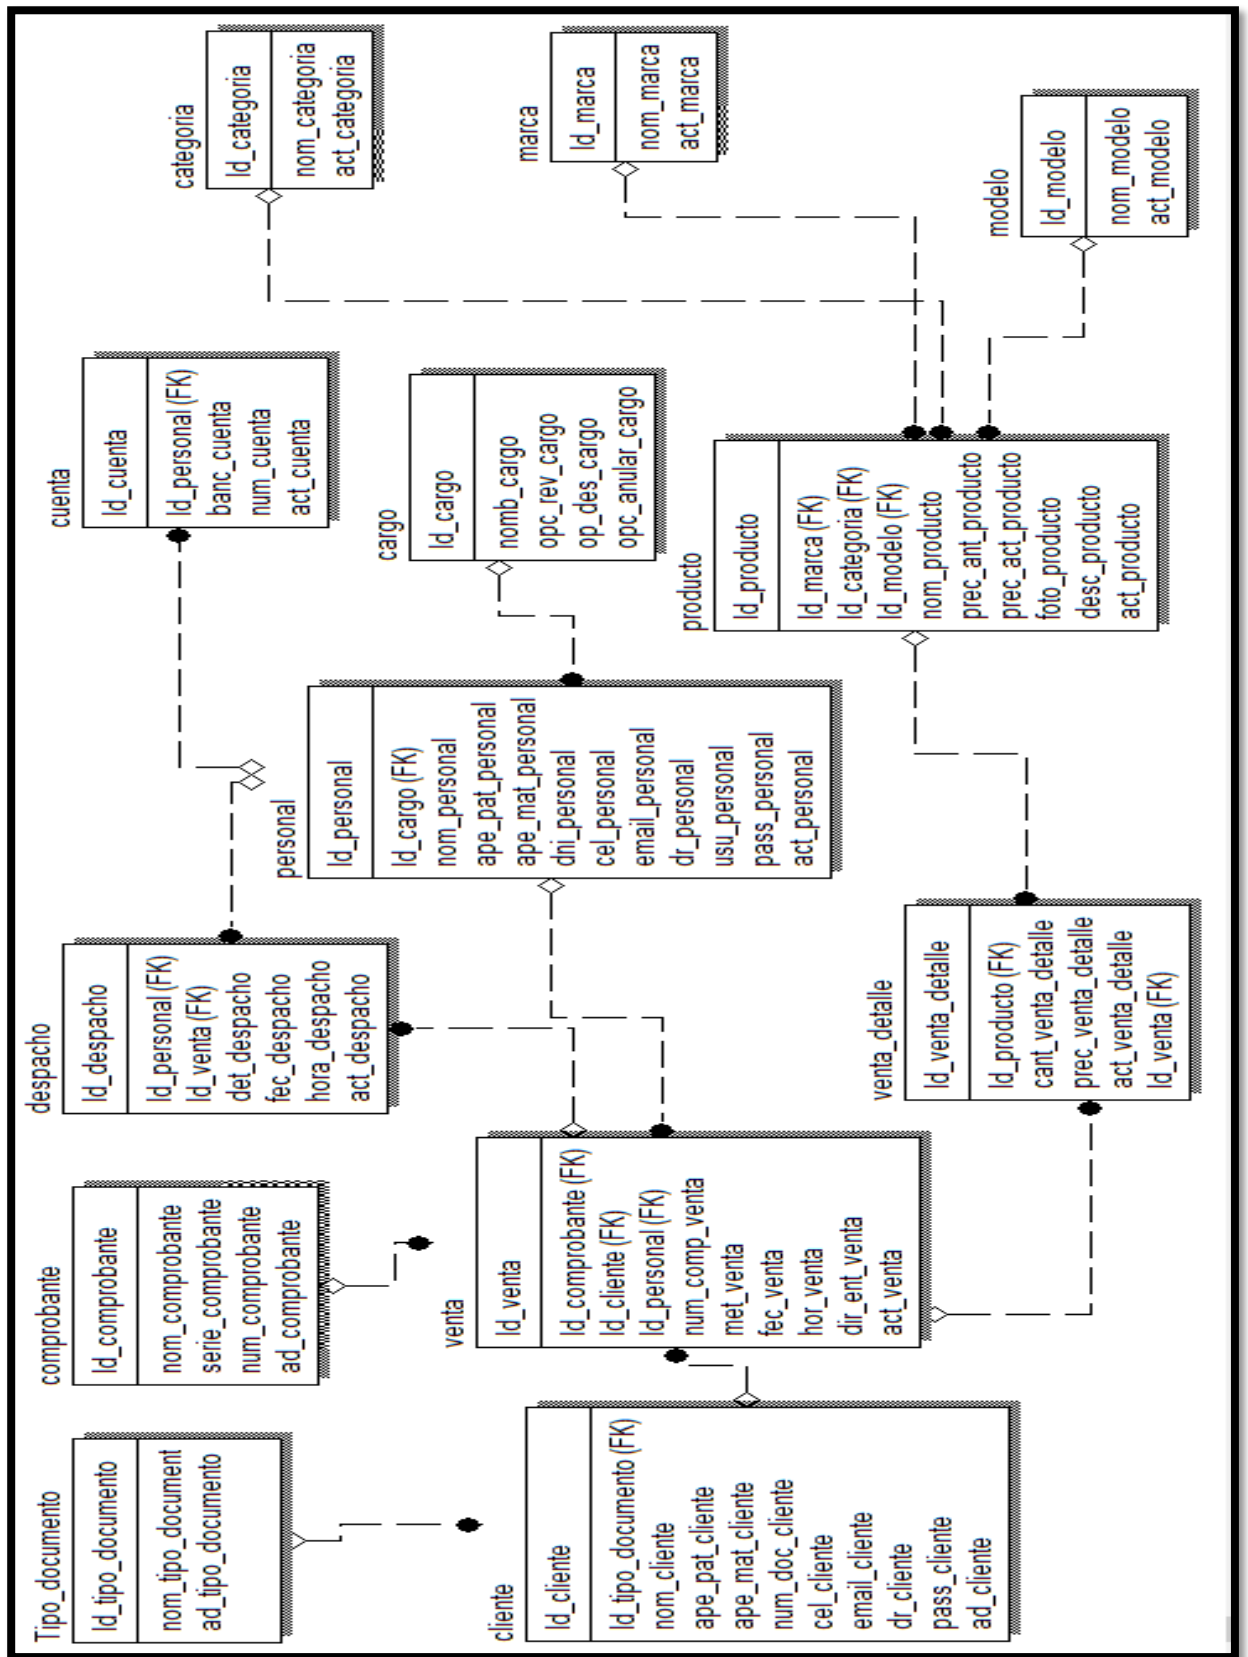 Tipo_documento
Id_tipo_document
nom_tipo_document
ad_tipo_documento
comprobante
Id_comprobante
nom_comprobante
serie_comprobante
num_comprobante
ad_comprobante
despacho
Id_despacho
Id_personal (FK)
Id_venta (FK)
det_despacho
fec_despacho
hora_despacho
act_despacho
cuenta
Id_cuenta
Id_personal (FK)
banc_cuenta
num_cuenta
act_cuenta
categoria
Id_categoria
nom_categoria
act_categoria
personal
Id_personal
Id_cargo (FK)
nom_personal
ape_pat_personal
ape_mat_personal
dni_personal
cel_personal
email_personal
dr_personal
usu_personal
pass_personal
act_personal
cargo
Id_cargo
nomb_cargo
opc_rev_cargo
op_des_cargo
opc_anular_cargo
marca
Id_marca
nom_marca
act_marca
cliente
Id_cliente
Id_tipo_documento (FK)
nom_cliente
ape_pat_cliente
ape_mat_cliente
num_doc_cliente
cel_cliente
email_cliente
dr_cliente
pass_cliente
ad_cliente
venta
Id_venta
Id_comprobante (FK)
Id_cliente (FK)
Id_personal (FK)
num_comp_venta
met_venta
fec_venta
hor_venta
dir_ent_venta
act_venta
producto
Id_producto
Id_marca (FK)
Id_categoria (FK)
Id_modelo (FK)
nom_producto
prec_ant_producto
prec_act_producto
foto_producto
desc_producto
act_producto
venta_detalle
Id_venta_detalle
Id_producto (FK)
cant_venta_detalle
prec_venta_detalle
act_venta_detalle
Id_venta (FK)
modelo
Id_modelo
nom_modelo
act_modelo